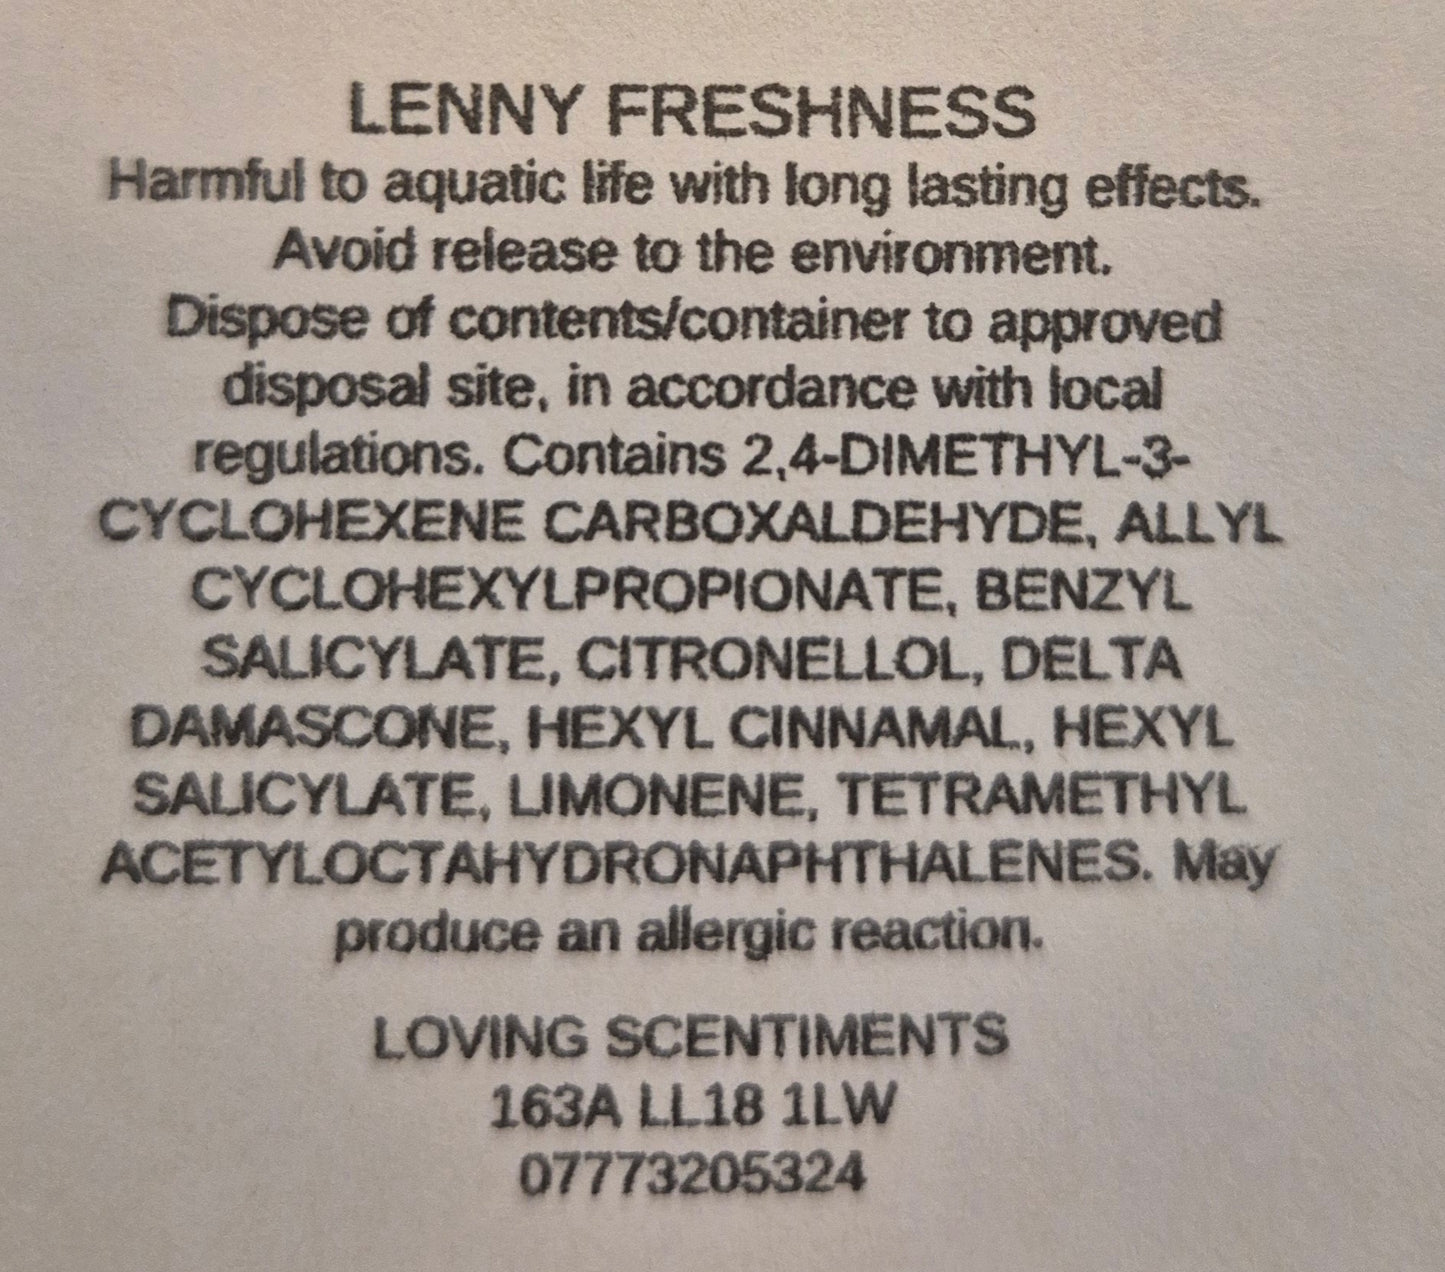 LENNY FRESHNESS
Harmful to aquatic life with long lasting effects.
Avoid release to the environment.
Dispose of contents/container to approved
disposal site, in accordance with local
regulations. Contains 2,4-DIMETHYL-3-
CYCLOHEXENE CARBOXALDEHYDE, ALLYL
CYCLOHEXYLPROPIONATE, BENZYL
SALICYLATE, CITRONELLOL, DELTA
DAMASCONE, HEXYL CINNAMAL, HEXYL
SALICYLATE, LIMONENE, TETRAMETHYL
ACETYLOCTAHYDRONAPHTHALENES. May
produce an allergic reaction.
LOVING SCENTIMENTS
163A LL18 1LW
07773205324